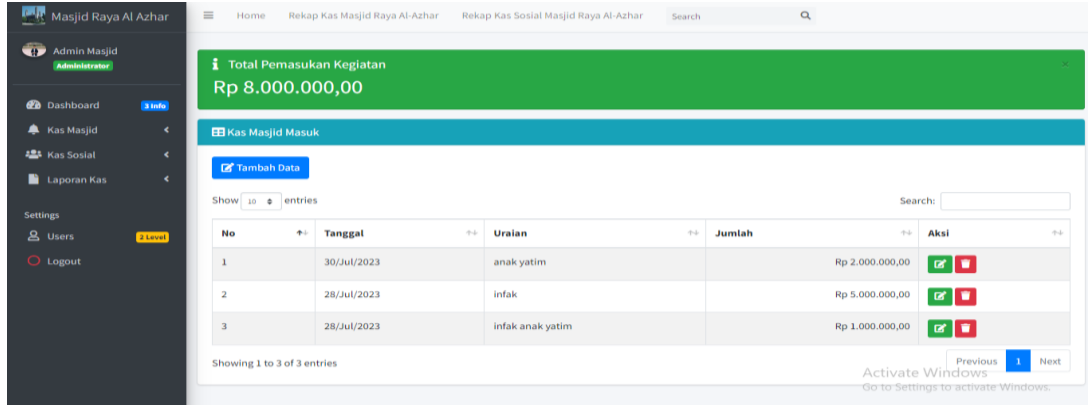 Masjid Raya Al Azhar
Home Rekap Kas Masjid Raya Al-Azhar Rekap Kas Sosial Masjid Raya Al-Azhar Search
Admin Masjid
Administrator
Dashboard 3 Info
Kas Masjid
Kas Sosial
Laporan Kas
Settings
Users 2 Level
Logout
Total Pemasukan Kegiatan ×
Rp 8.000.000,00
Kas Masjid Masuk
Tambah Data
Show 10 entries Search:
No Tanggal Uraian Jumlah Aksi
1 30/Jul/2023 anak yatim Rp 2.000.000,00
2 28/Jul/2023 infak Rp 5.000.000,00
3 28/Jul/2023 infak anak yatim Rp 1.000.000,00
Showing 1 to 3 of 3 entries Previous 1 Next
Activate Windows
Go to Settings to activate Windows.